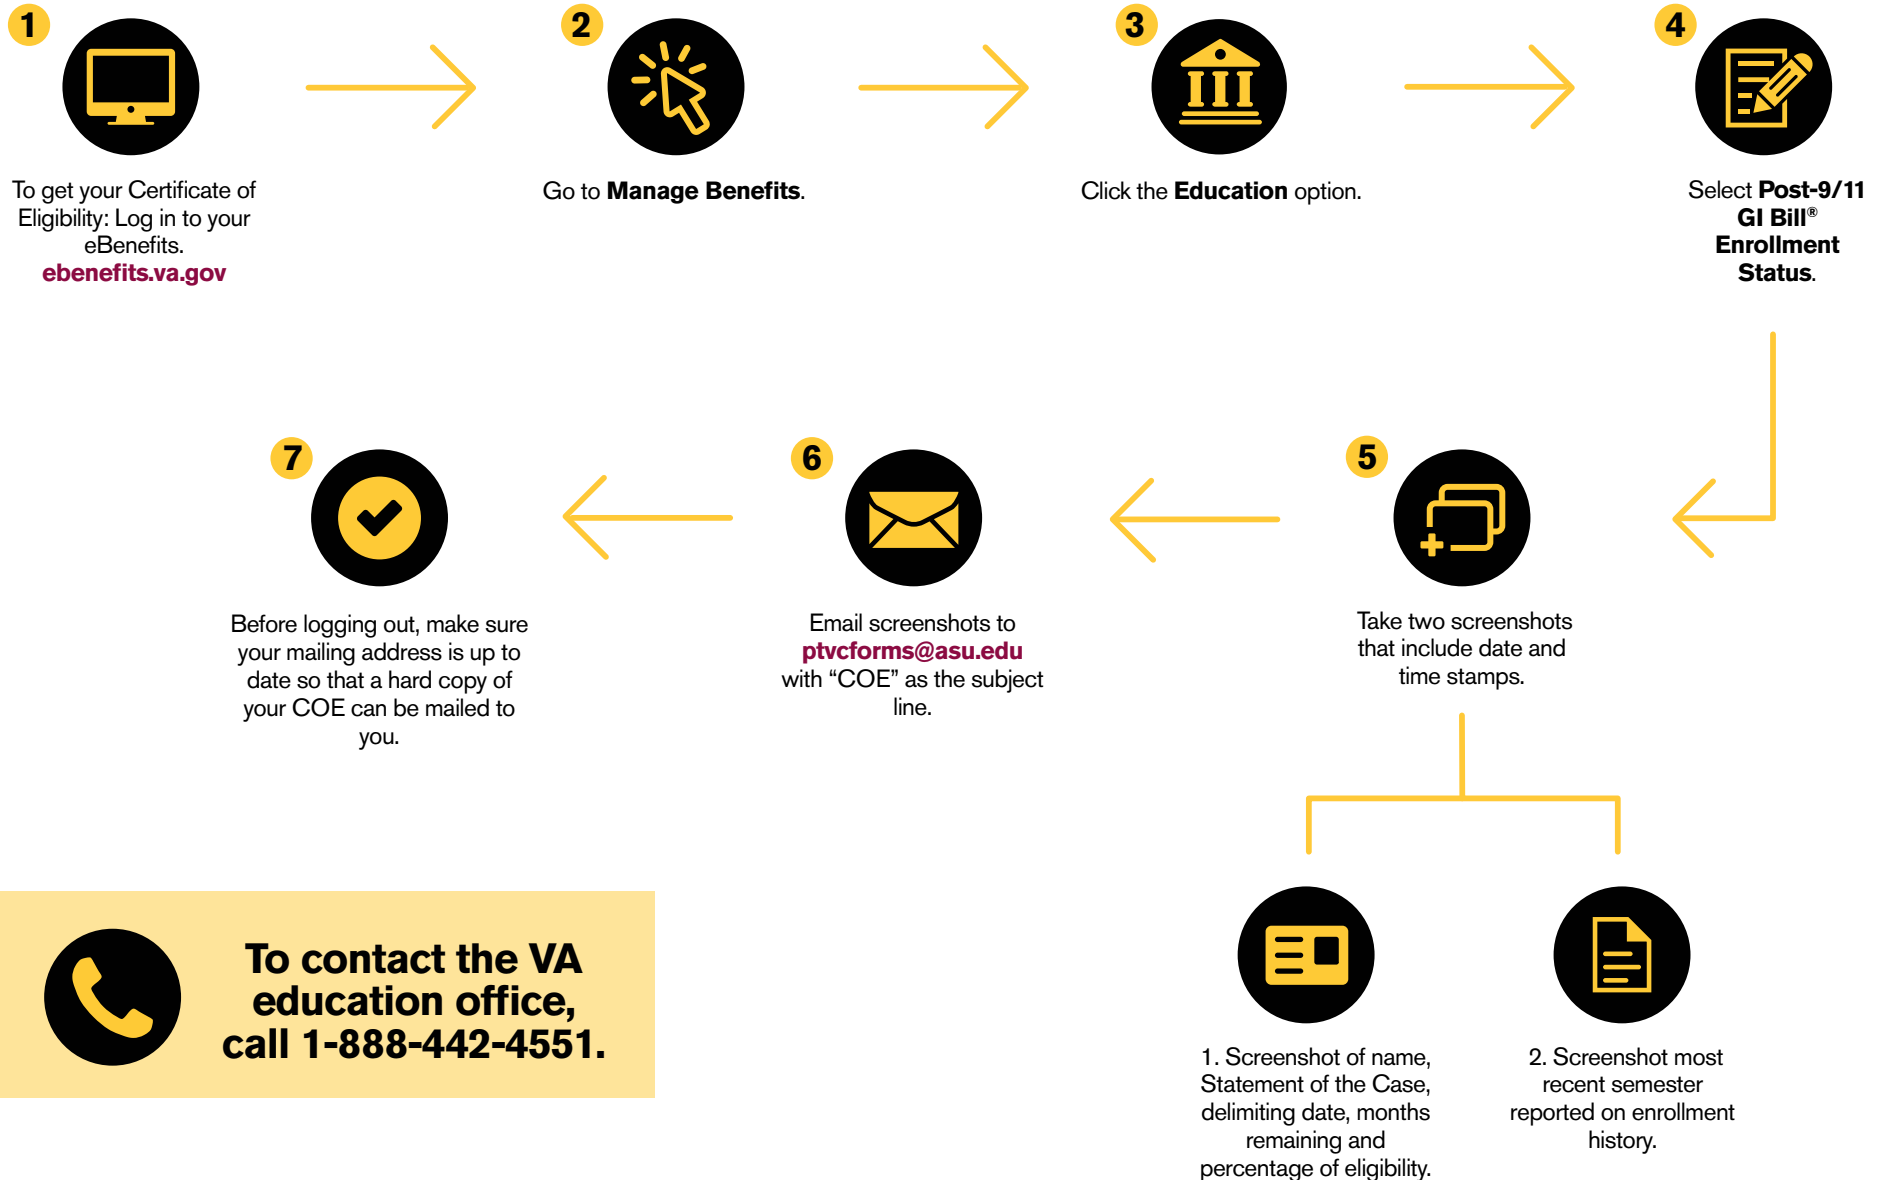 1
To get your Certificate of
Eligibility: Log in to your
eBenefits.
ebenefits.va.gov
2
Go to Manage Benefits.
3
Click the Education option.
4
Select Post-9/11
GI Bill®
Enrollment
Status.
5
Take two screenshots
that include date and
time stamps.
1. Screenshot of name,
Statement of the Case,
delimiting date, months
remaining and
percentage of eligibility.
2. Screenshot most
recent semester
reported on enrollment
history.
6
Email screenshots to
ptvcforms@asu.edu
with “COE” as the subject
line.
7
Before logging out, make sure
your mailing address is up to
date so that a hard copy of
your COE can be mailed to
you.
To contact the VA
education office,
call 1-888-442-4551.